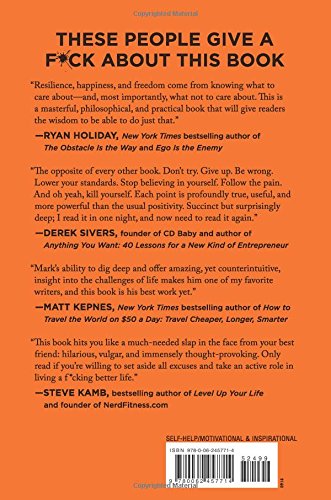 THESE PEOPLE GIVE A
F*CK ABOUT THIS BOOK
"Resilience, happiness, and freedom come from knowing what
to care about—and, most importantly, what not to care about. This is
a masterful, philosophical, and practical book that will give readers
the wisdom to be able to do just that."
—RYAN HOLIDAY, New York Times bestselling author of
The Obstacle Is the Way and Ego Is the Enemy
"The opposite of every other book. Don't try. Give up. Be wrong.
Lower your standards. Stop believing in yourself. Follow the pain.
And oh yeah, kill yourself. Each point is profoundly true, useful, and
more powerful than the usual positivity. Succinct but surprisingly
deep; I read it in one night, and now need to read it again."
—DEREK SIVERS, founder of CD Baby and author of
Anything You Want: 40 Lessons for a New Kind of Entrepreneur
"Mark's ability to dig deep and offer amazing, yet counterintuitive,
insight into the challenges of life makes him one of my favorite
writers, and this book is his best work yet."
—MATT KEPNES, New York Times bestselling author of How to
Travel the World on $50 a Day: Travel Cheaper, Longer, Smarter
"This book hits you like a much-needed slap in the face from your
best friend: hilarious, vulgar, and immensely thought-provoking. Only
read if you're willing to set aside all excuses and take an active role in
living a f*cking better life."
—STEVE KAMB, bestselling author of Level Up Your Life
and founder of NerdFitness.com
SELF-HELP/MOTIVATIONAL & INSPIRATIONAL
ISBN 978-0-06-245771-4
52499
9 780062 457714